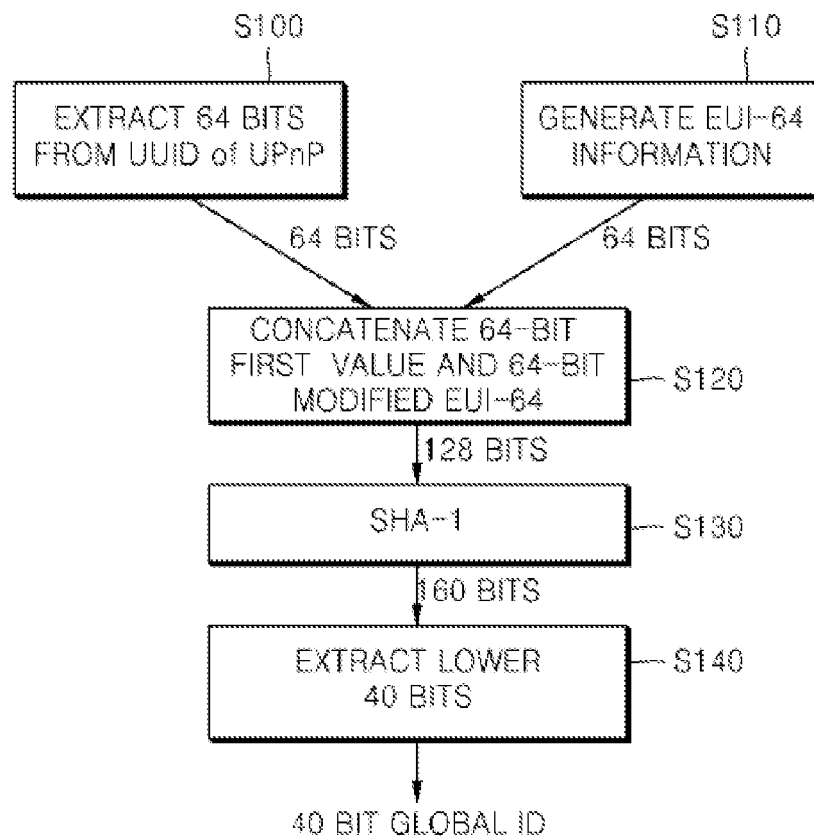 S100
S110
EXTRACT 64 BITS
FROM UUID of UPnP
GENERATE EUI-64
INFORMATION
64 BITS
64 BITS
CONCATENATE 64-BIT
FIRST VALUE AND 64-BIT
MODIFIED EUI-64
S120
128 BITS
SHA-1
S130
160 BITS
EXTRACT LOWER
40 BITS
S140
40 BIT GLOBAL ID